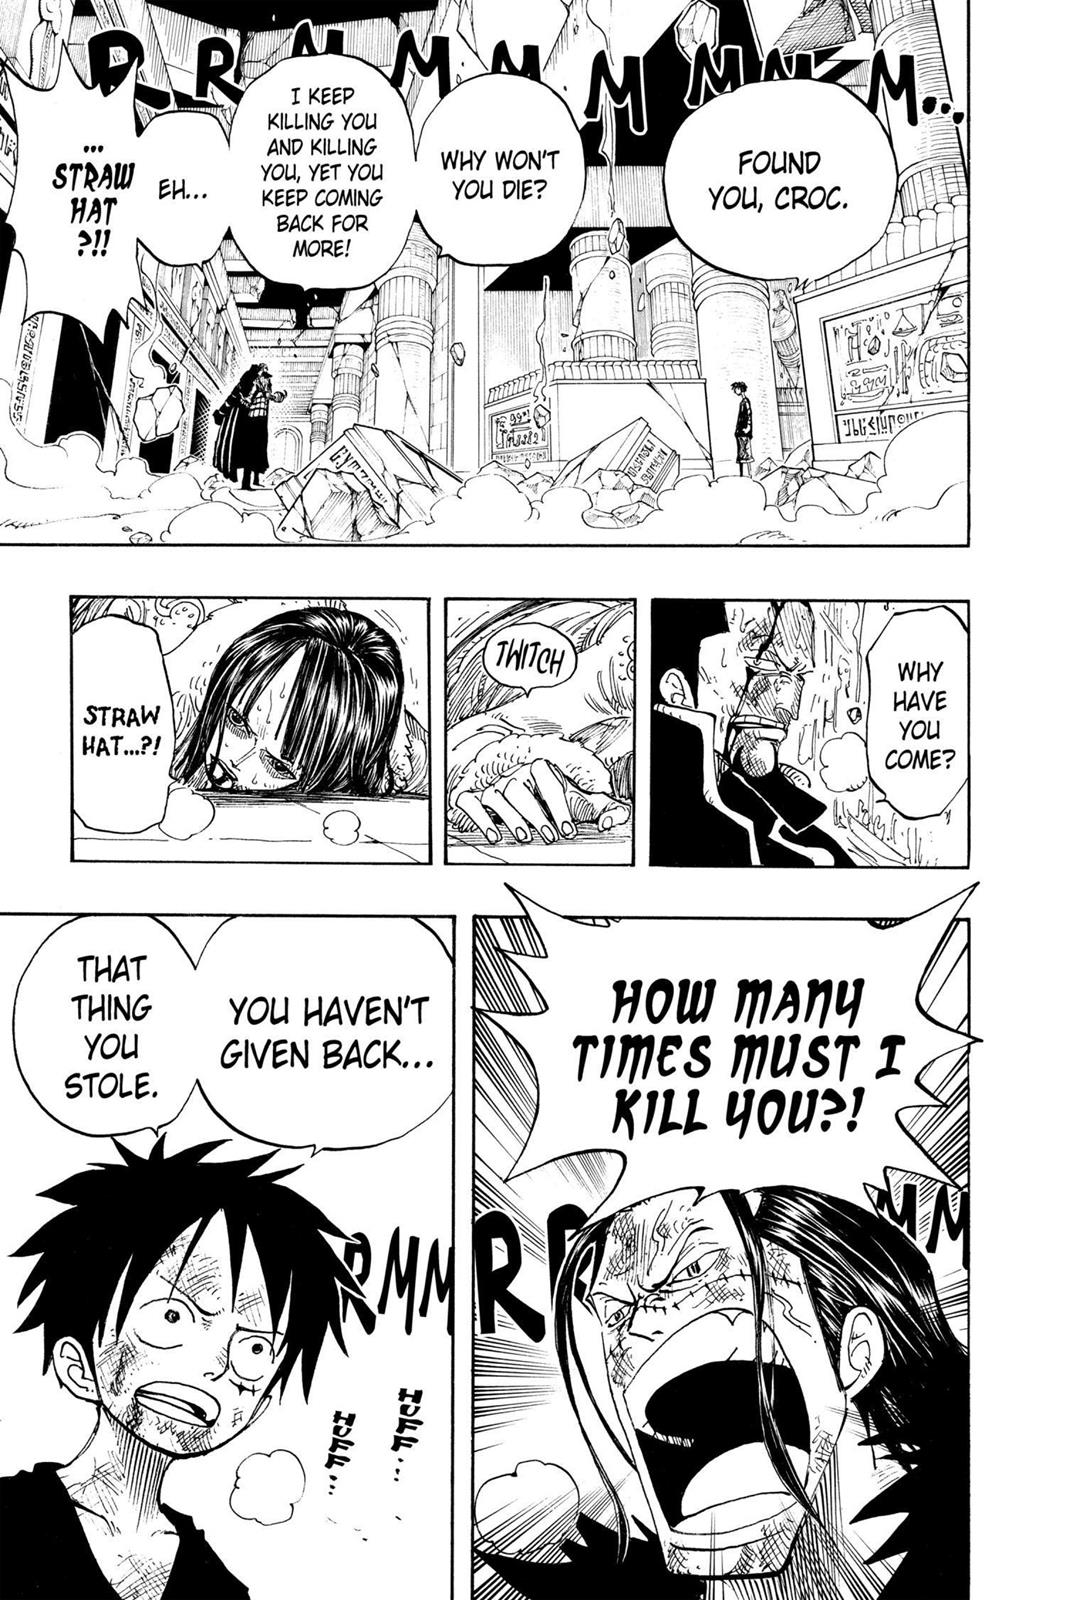 RRMMMMMMMM...
FOUND
YOU, CROC.
WHY WON'T
YOU DIE?
I KEEP
KILLING YOU
AND KILLING
YOU, YET YOU
KEEP COMING
BACK FOR
MORE!
EH...
...
STRAW
HAT
?!!
WHY
HAVE
YOU
COME?
TWITCH
STRAW
HAT...?!
HOW MANY
TIMES MUST I
KILL YOU?!
RRMMM
YOU HAVEN'T
GIVEN BACK...
THAT
THING
YOU
STOLE.
HUFF...
HUFF...